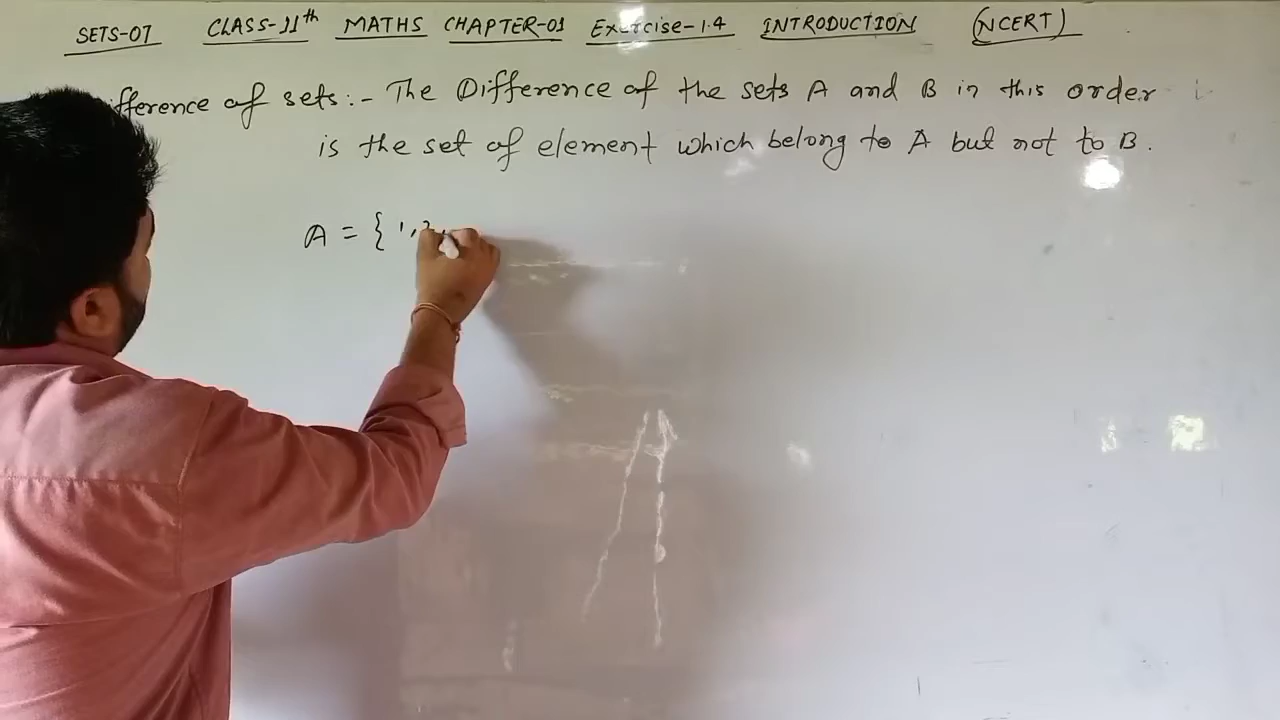 SETS-07 CLASS-11th MATHS CHAPTER-01 Exercise-1.4 INTRODUCTION (NCERT)
ifference of sets:- The Difference of the sets A and B in this order
is the set of element which belong to A but not to B.
A = { 1, 2,